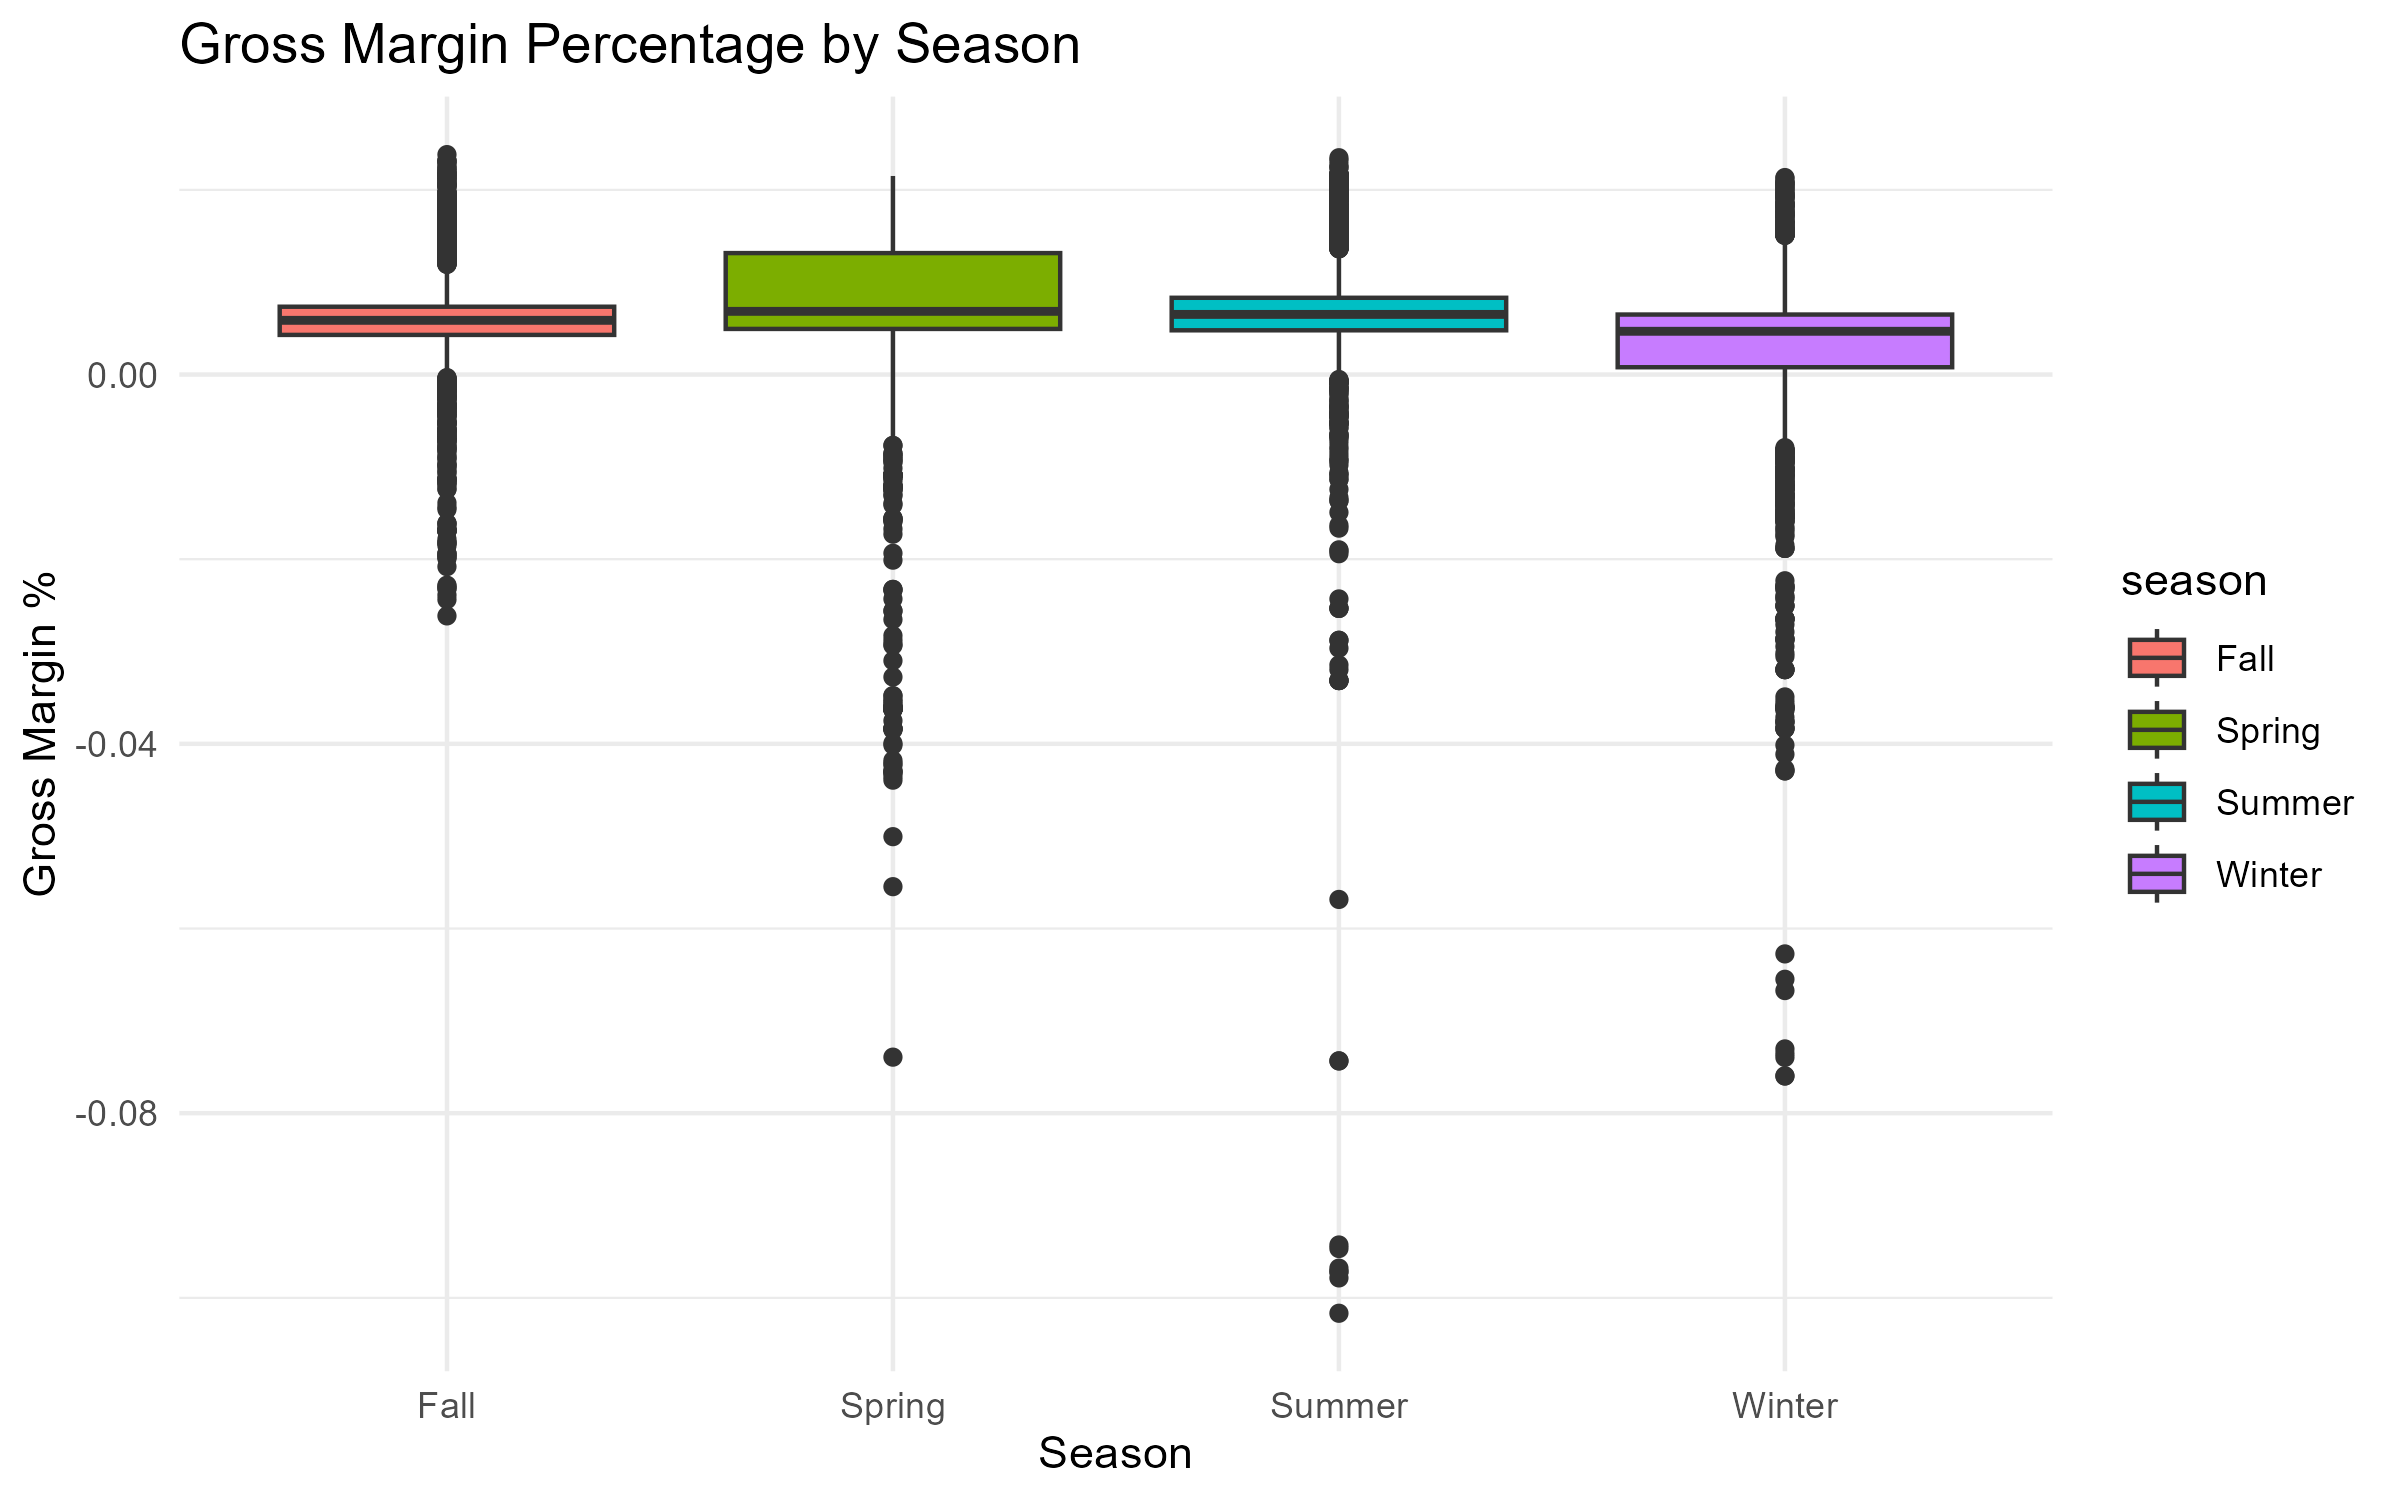 Gross Margin Percentage by Season
Gross Margin %
0.00
-0.04
-0.08
Fall
Spring
Summer
Winter
Season
season
Fall
Spring
Summer
Winter